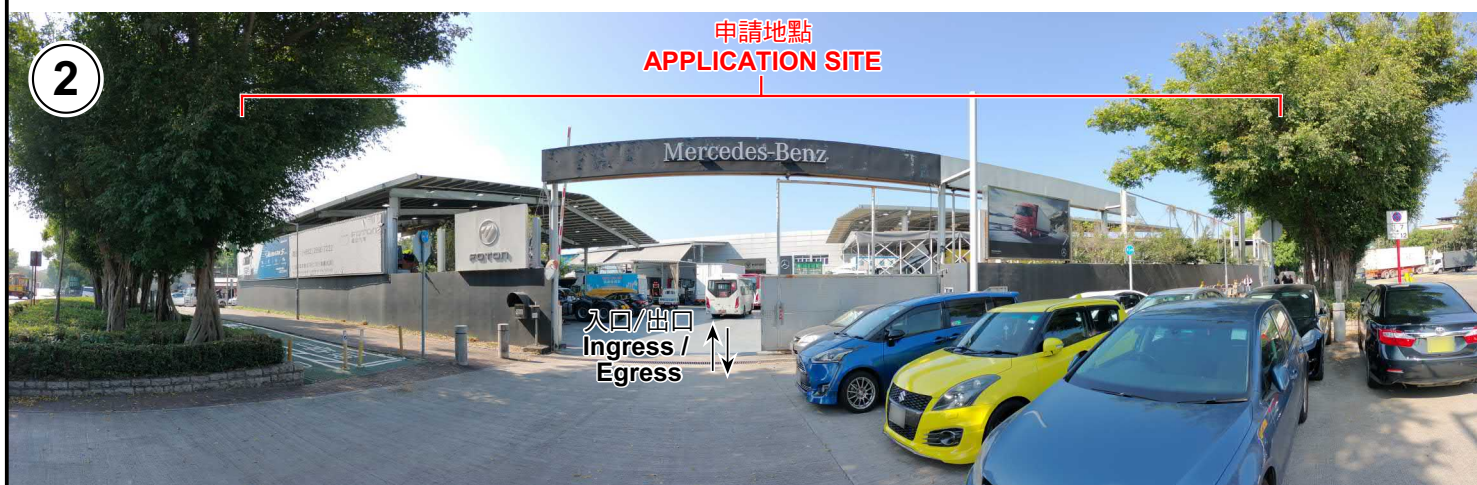 2
申請地點
APPLICATION SITE
Mercedes-Benz
FOTON
入口/出口
Ingress /
Egress